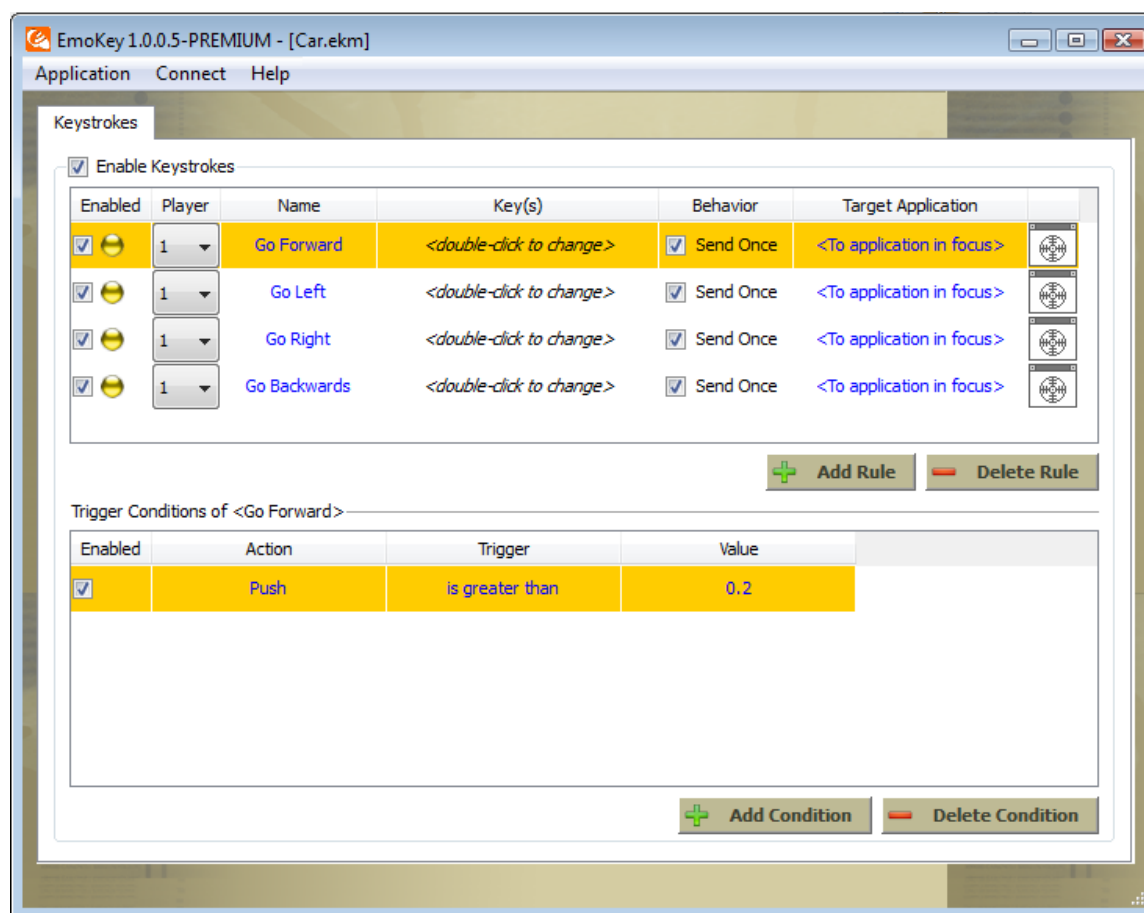 EmoKey 1.0.0.5-PREMIUM - [Car.ekm]
Application Connect Help
Keystrokes
Enable Keystrokes
Enabled Player Name Key(s) Behavior Target Application
1 Go Forward <double-click to change> Send Once <To application in focus>
1 Go Left <double-click to change> Send Once <To application in focus>
1 Go Right <double-click to change> Send Once <To application in focus>
1 Go Backwards <double-click to change> Send Once <To application in focus>
Add Rule Delete Rule
Trigger Conditions of <Go Forward>
Enabled Action Trigger Value
Push is greater than 0.2
Add Condition Delete Condition